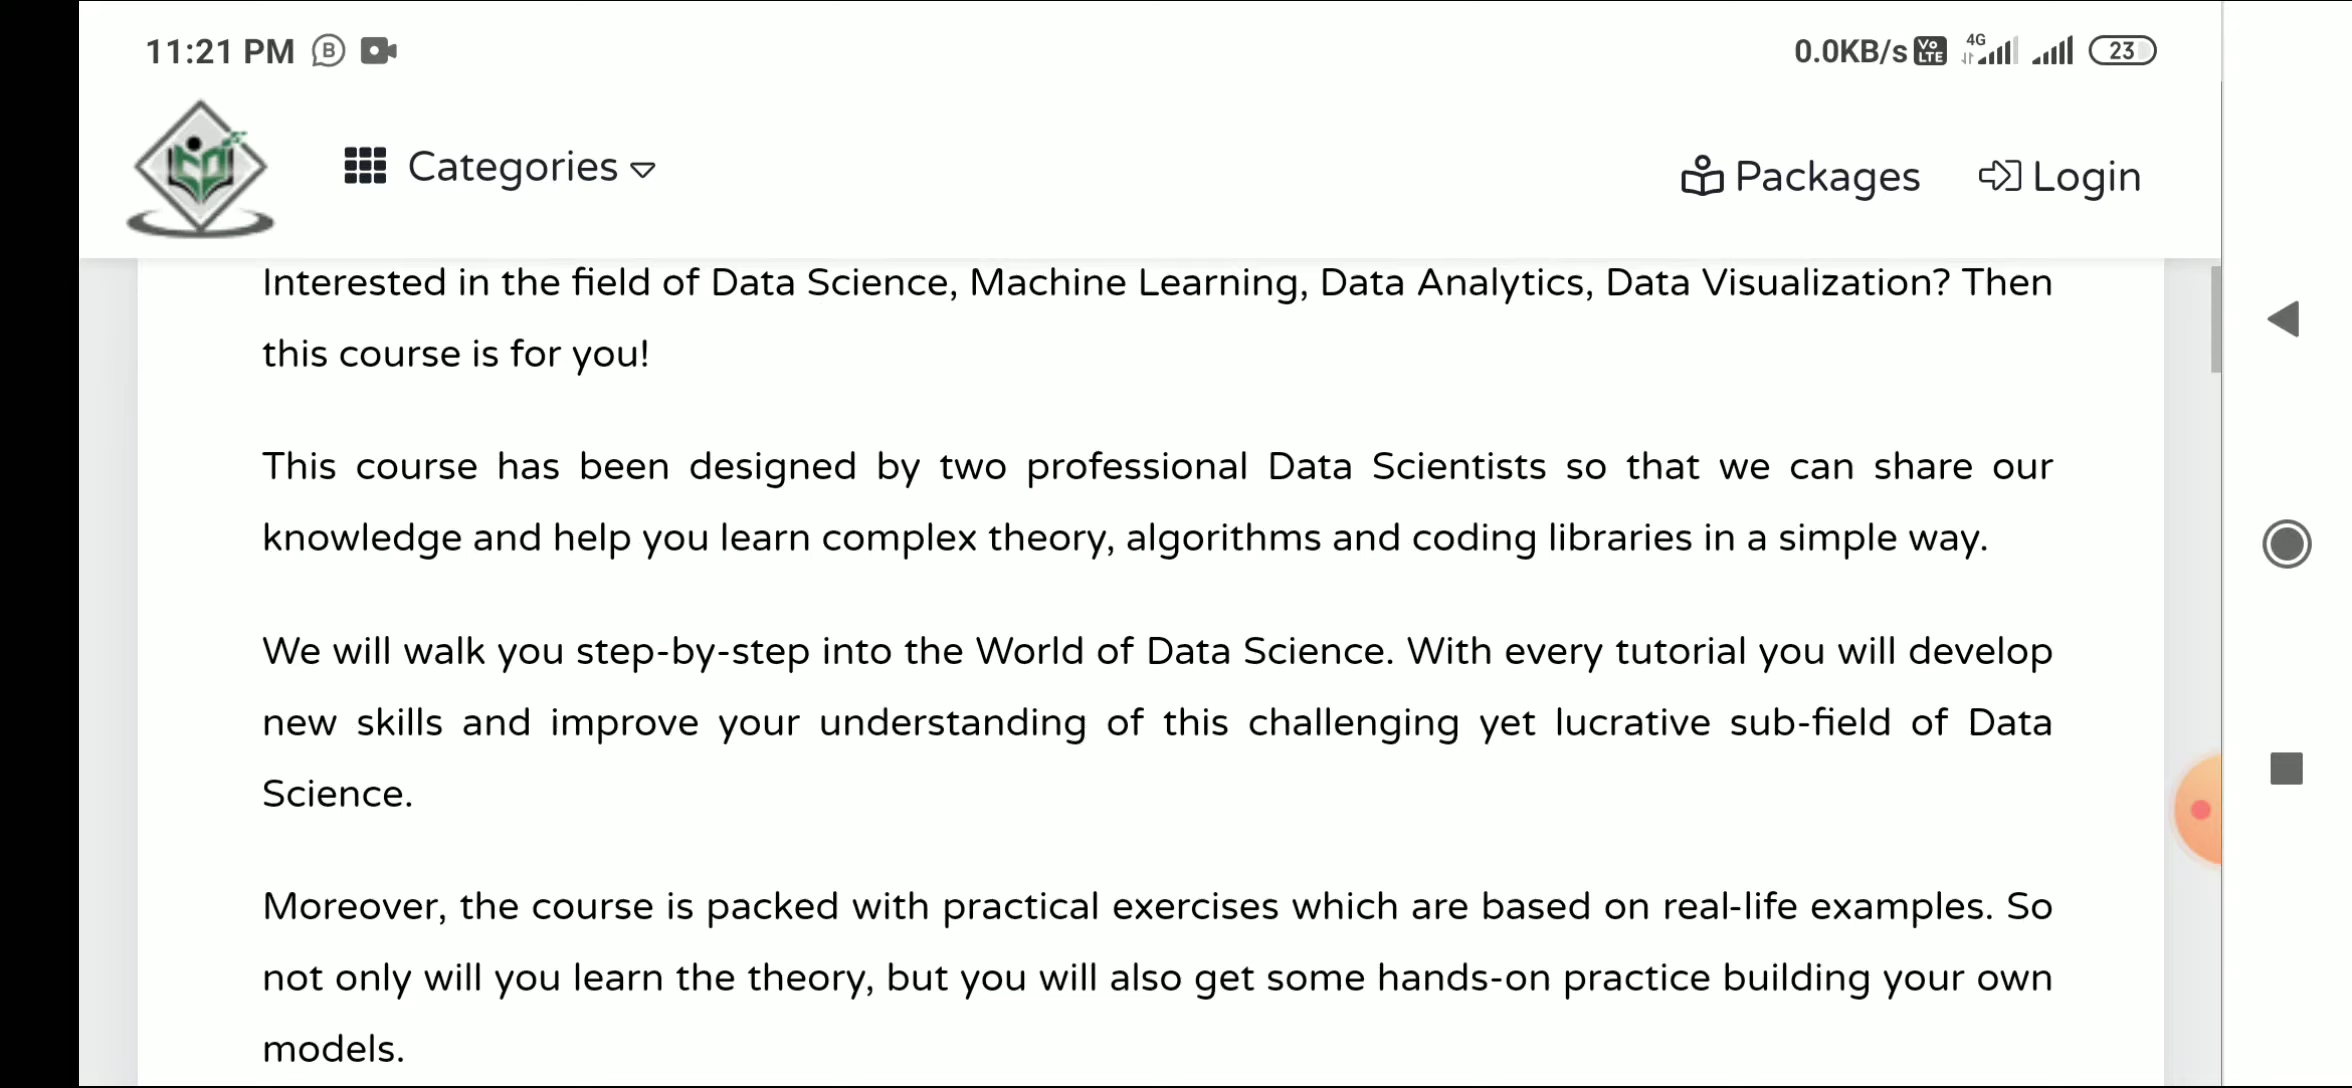 11:21 PM B 0.0KB/s Vo LTE 4G 23
Categories Packages Login
Interested in the field of Data Science, Machine Learning, Data Analytics, Data Visualization? Then
this course is for you!
This course has been designed by two professional Data Scientists so that we can share our
knowledge and help you learn complex theory, algorithms and coding libraries in a simple way.
We will walk you step-by-step into the World of Data Science. With every tutorial you will develop
new skills and improve your understanding of this challenging yet lucrative sub-field of Data
Science.
Moreover, the course is packed with practical exercises which are based on real-life examples. So
not only will you learn the theory, but you will also get some hands-on practice building your own
models.